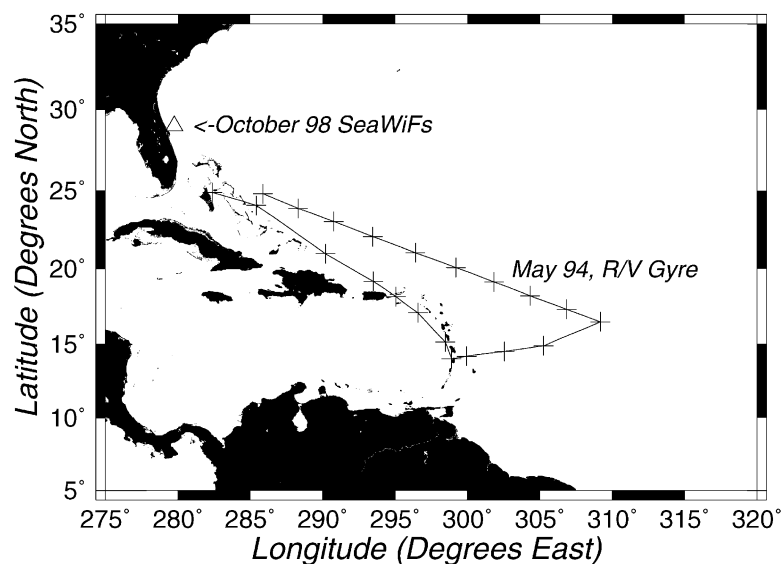 35°
30°
25°
20°
15°
10°
5°
Latitude (Degrees North)
<-October 98 SeaWiFs
May 94, R/V Gyre
275° 280° 285° 290° 295° 300° 305° 310° 315° 320°
Longitude (Degrees East)